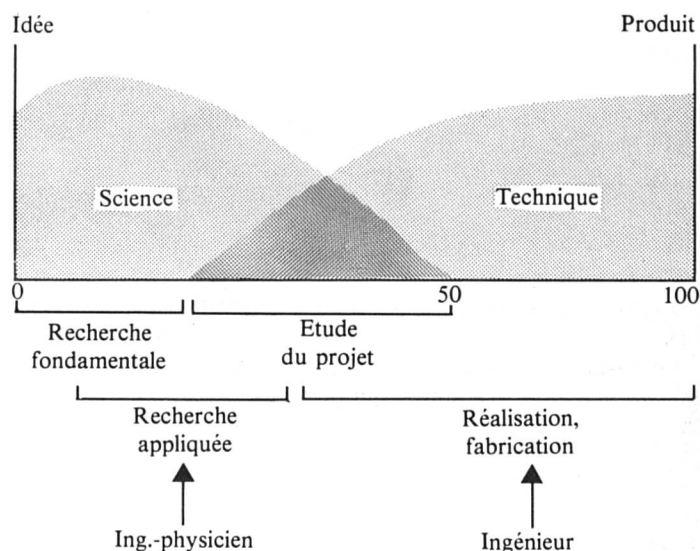 Idée
Produit
Science
Technique
0
50
100
Recherche
fondamentale
Etude
du projet
Recherche
appliquée
Réalisation,
fabrication
Ing.-physicien
Ingénieur